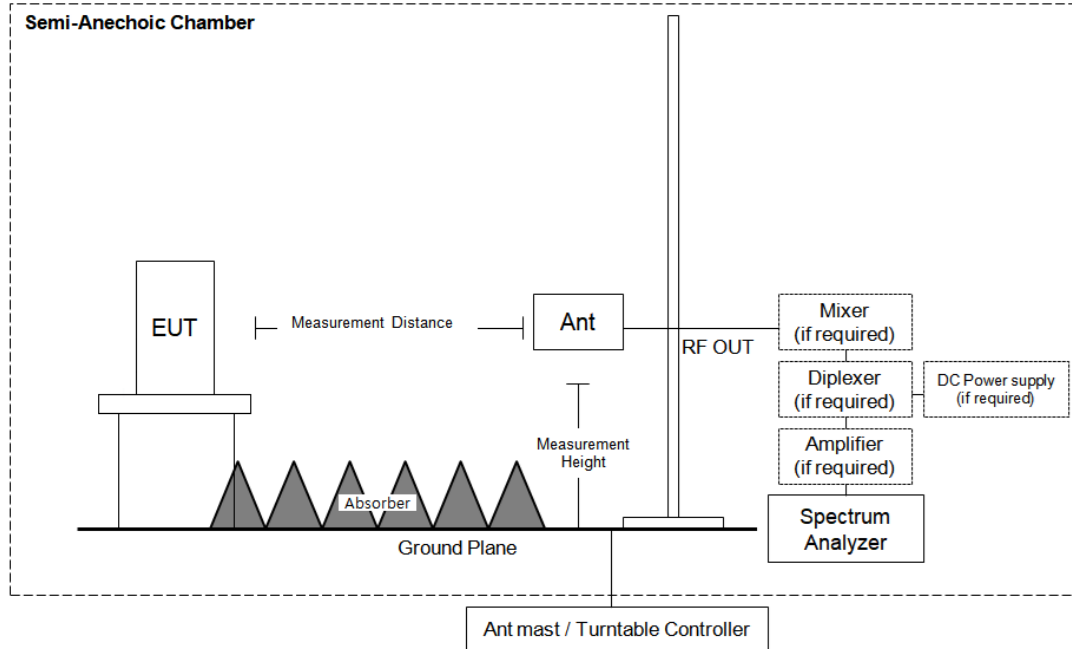 Semi-Anechoic Chamber
EUT
Measurement Distance
Ant
RF OUT
Mixer
(if required)
Diplexer
(if required)
DC Power supply
(if required)
Measurement
Height
Amplifier
(if required)
Absorber
Spectrum
Analyzer
Ground Plane
Ant mast / Turntable Controller